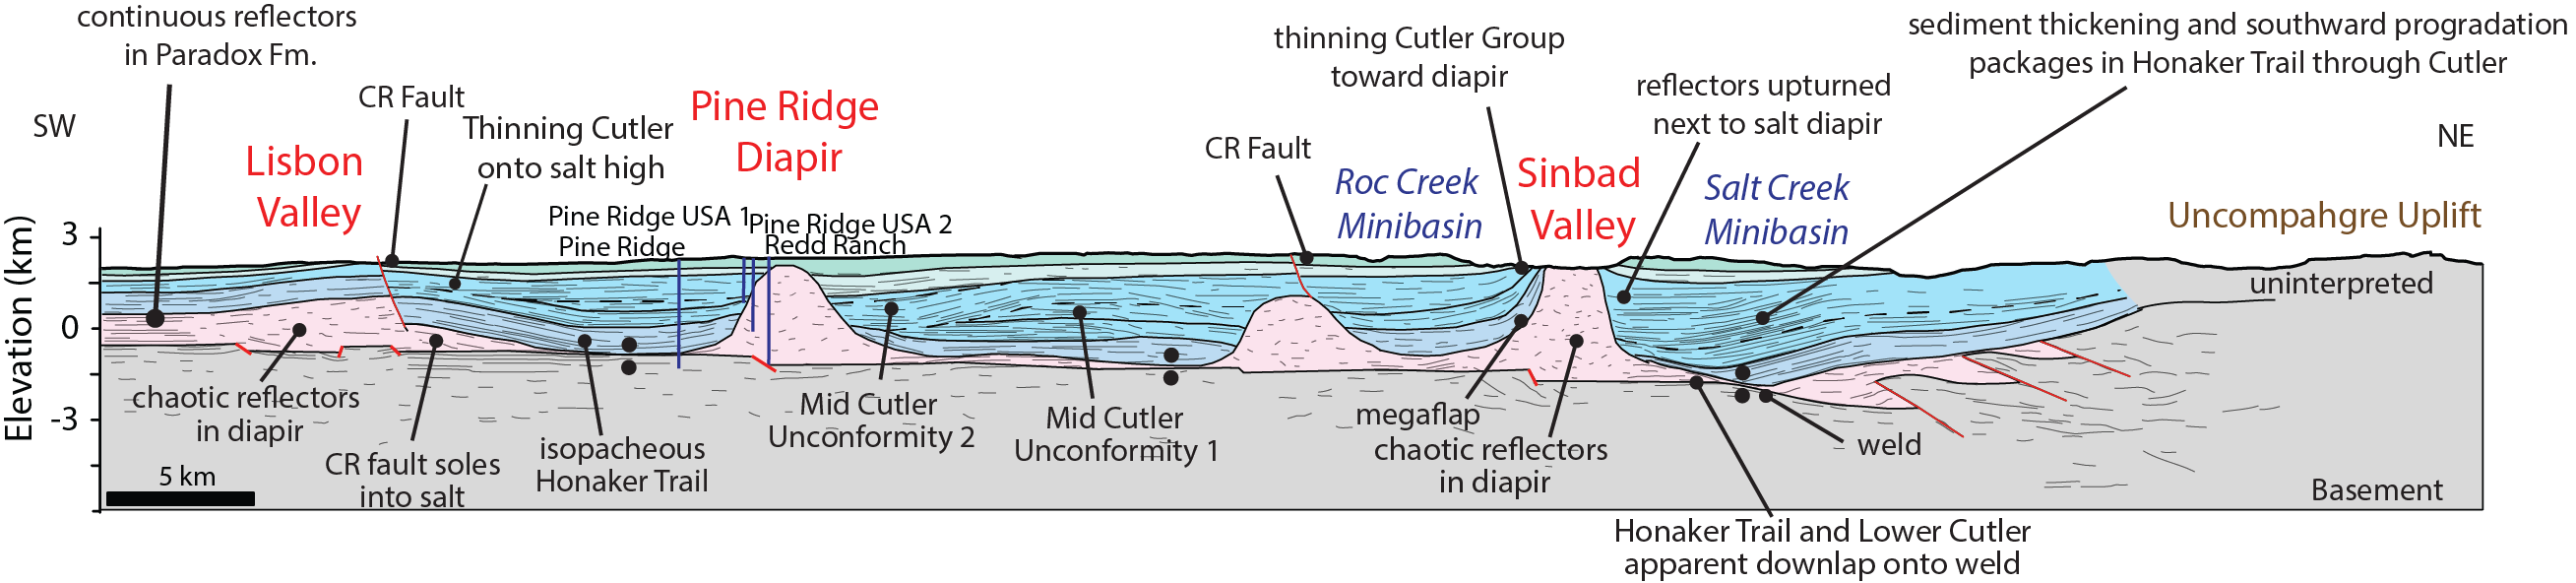 continuous reflectors
in Paradox Fm.
SW
CR Fault
Thinning Cutler
onto salt high
Lisbon
Valley
Pine Ridge
Diapir
Pine Ridge USA 1
Pine Ridge
Pine Ridge USA 2
Redd Ranch
thinning Cutler Group
toward diapir
CR Fault
Roc Creek
Minibasin
Sinbad
Valley
reflectors upturned
next to salt diapir
Salt Creek
Minibasin
sediment thickening and southward progradation
packages in Honaker Trail through Cutler
NE
Uncompahgre Uplift
uninterpreted
Elevation (km)
3
0
-3
5 km
chaotic reflectors
in diapir
CR fault soles
into salt
isopacheous
Honaker Trail
Mid Cutler
Unconformity 2
Mid Cutler
Unconformity 1
megaflap
chaotic reflectors
in diapir
weld
Honaker Trail and Lower Cutler
apparent downlap onto weld
Basement